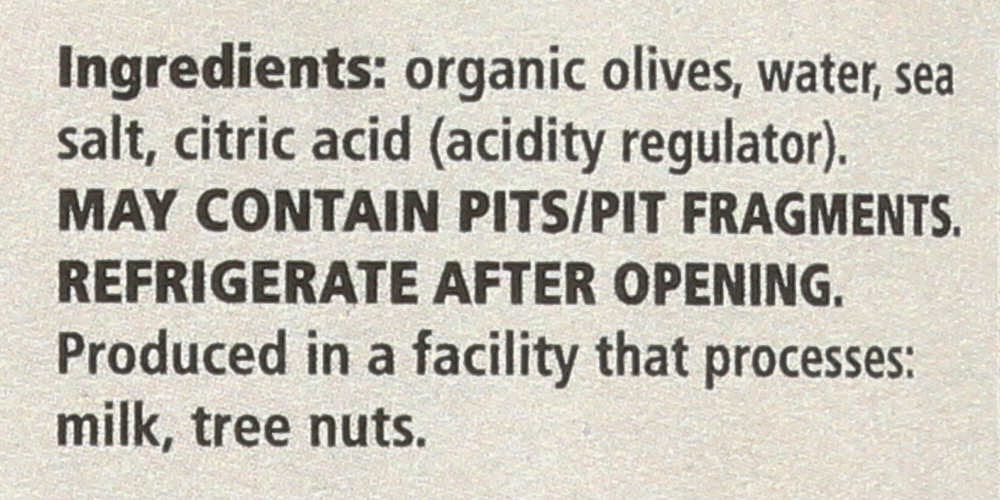 Ingredients: organic olives, water, sea
salt, citric acid (acidity regulator).
MAY CONTAIN PITS/PIT FRAGMENTS.
REFRIGERATE AFTER OPENING.
Produced in a facility that processes:
milk, tree nuts.